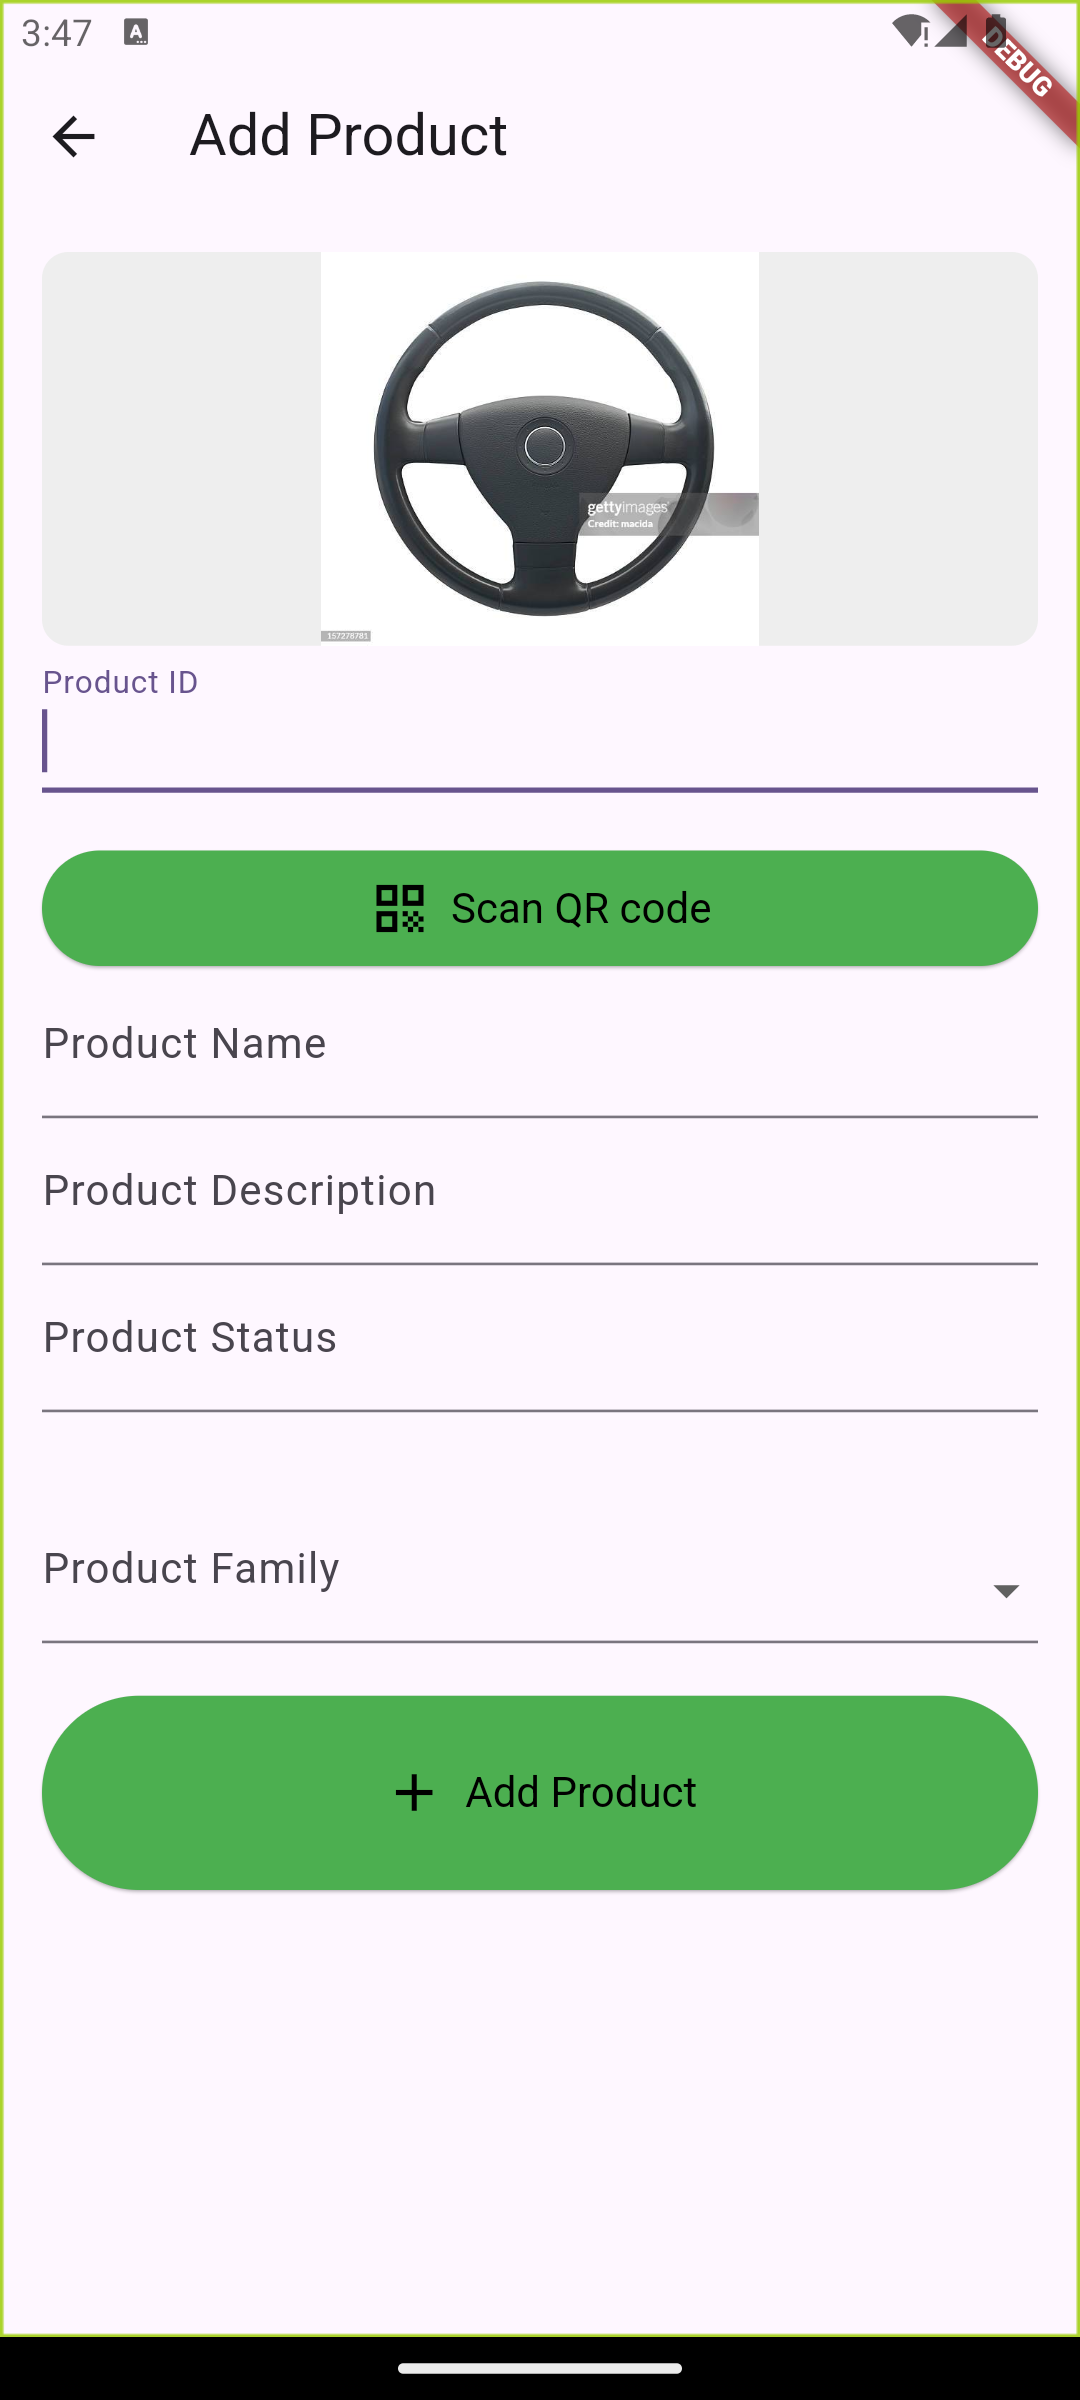 3:47
A
DEBUG
Add Product
gettyimages®
Credit: macida
157278781
Product ID
Scan QR code
Product Name
Product Description
Product Status
Product Family
Add Product